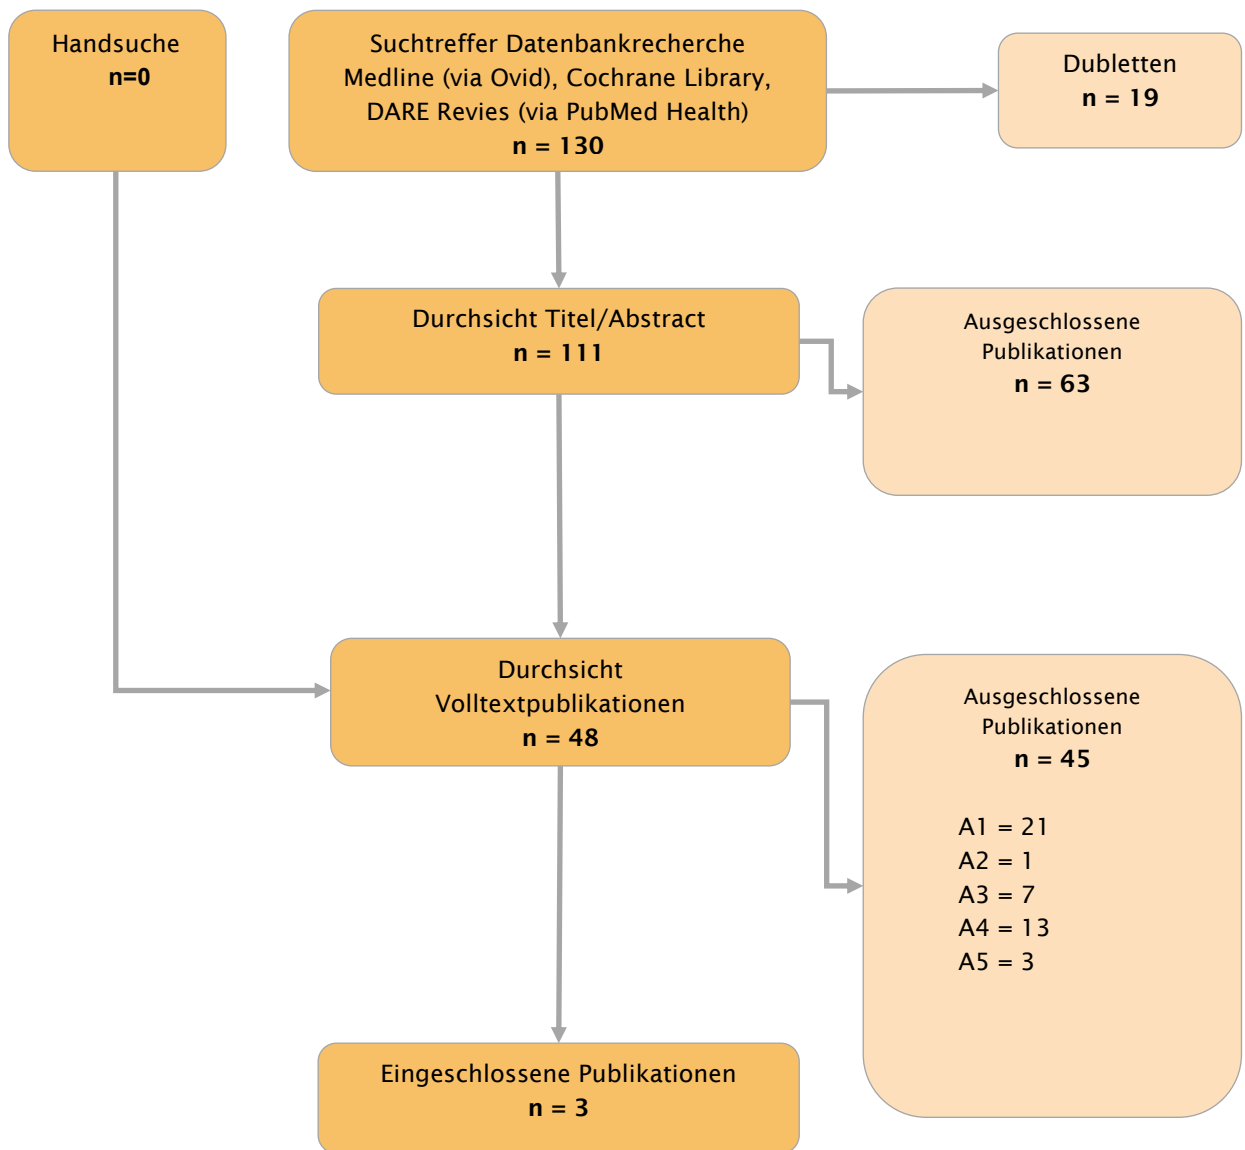 Handsuche
n=0
Suchtreffer Datenbankrecherche
Medline (via Ovid), Cochrane Library,
DARE Revies (via PubMed Health)
n = 130
Dubletten
n = 19
Durchsicht Titel/Abstract
n = 111
Ausgeschlossene
Publikationen
n = 63
Durchsicht
Volltextpublikationen
n = 48
Ausgeschlossene
Publikationen
n = 45
A1 = 21
A2 = 1
A3 = 7
A4 = 13
A5 = 3
Eingeschlossene Publikationen
n = 3